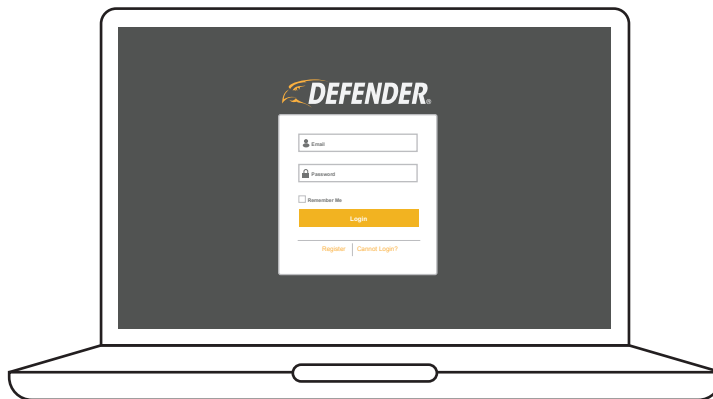 DEFENDER®
Email
Password
Remember Me
Login
Register
Cannot Login?